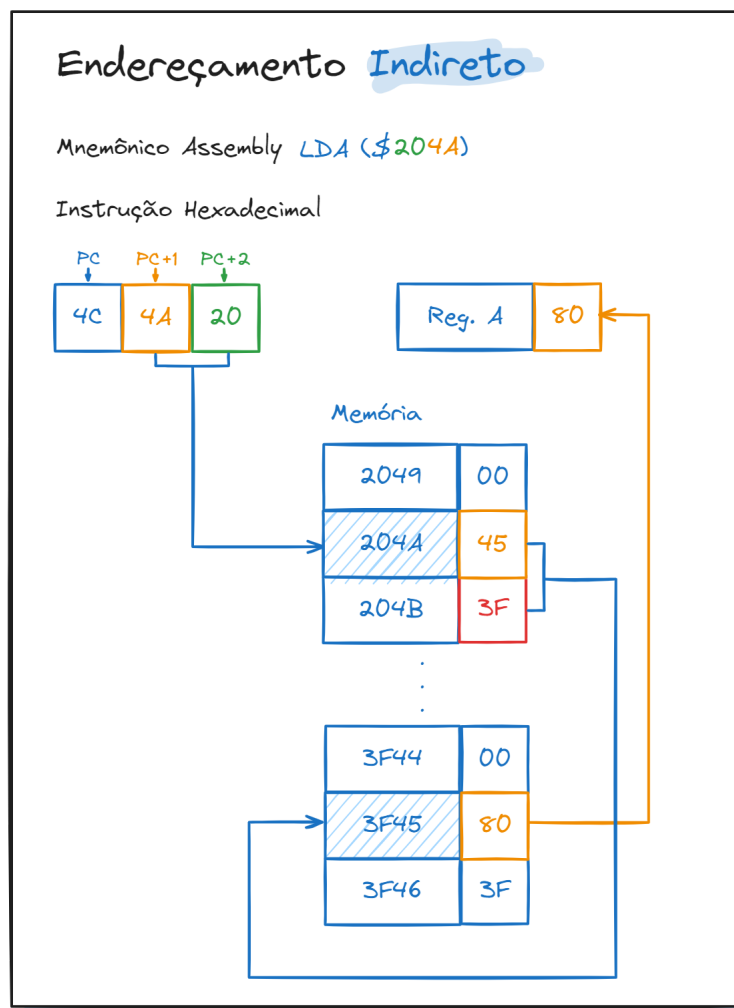 Endereçamento Indireto
Mnemônico Assembly LDA ($204A)
Instrução Hexadecimal
PC PC+1 PC+2
4C 4A 20
Reg. A 80
Memória
2049 00
204A 45
204B 3F
3F44 00
3F45 80
3F46 3F